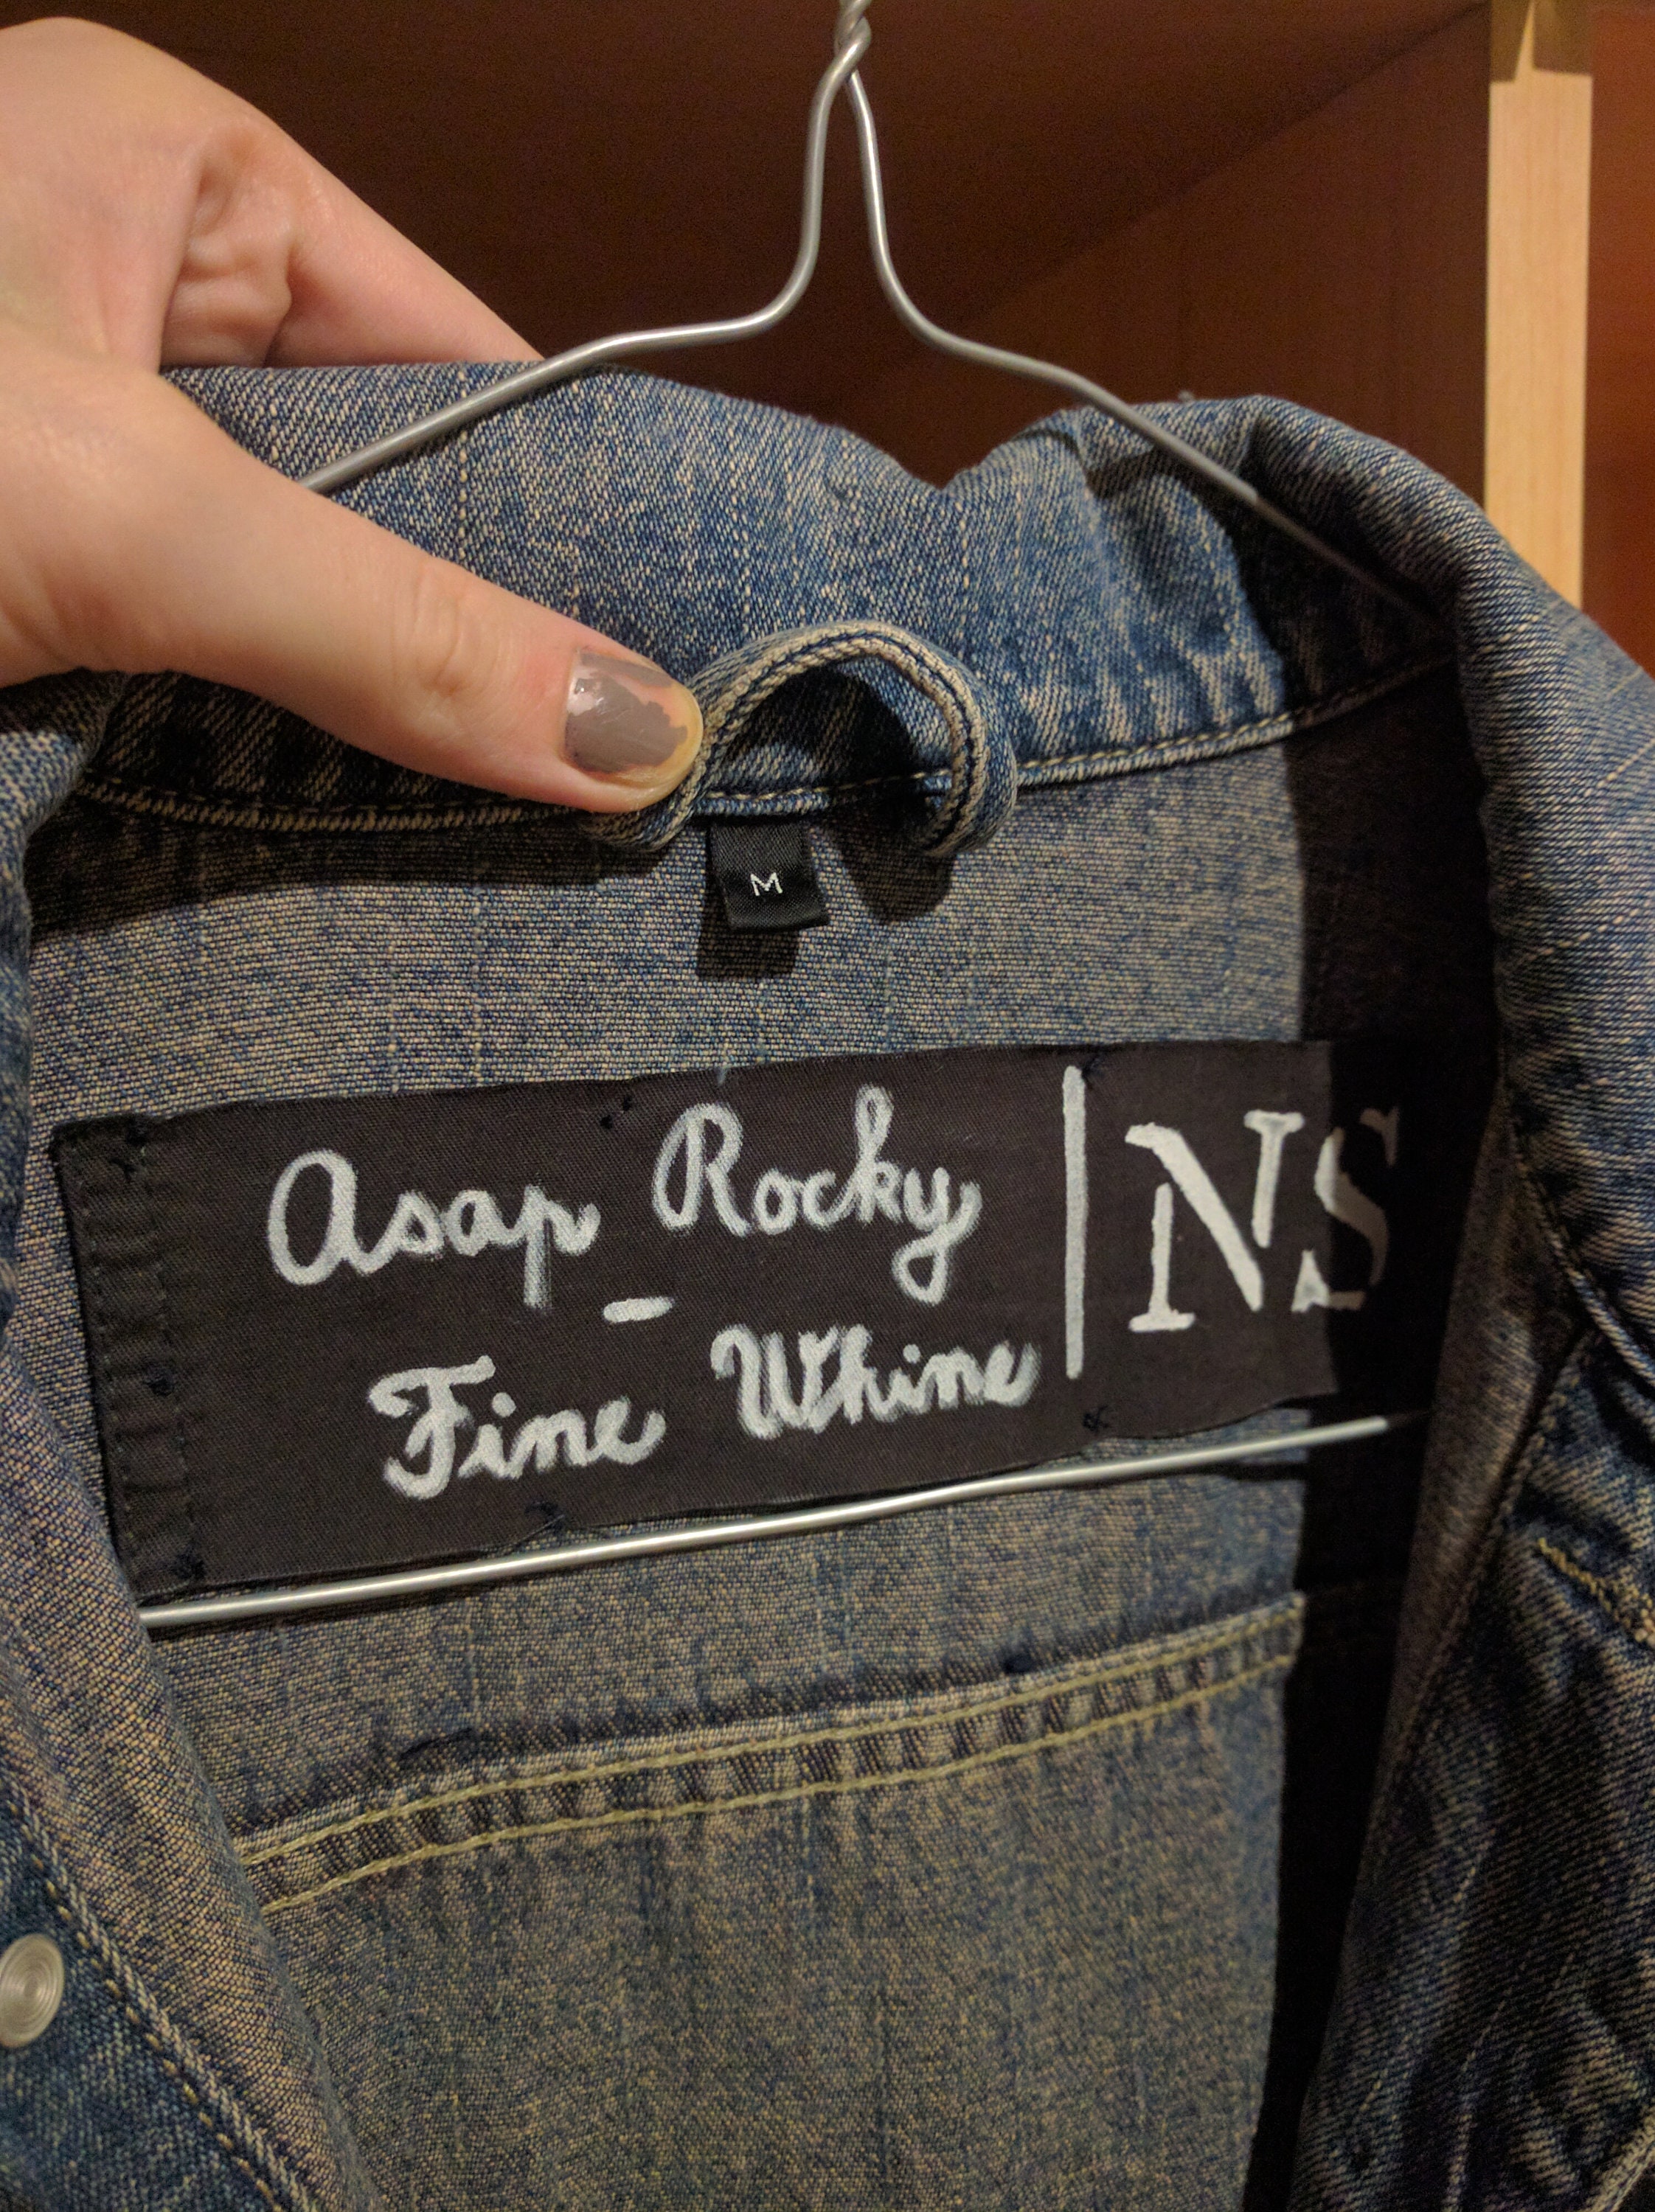 M
Asap Rocky
-
Fine Whine
NS